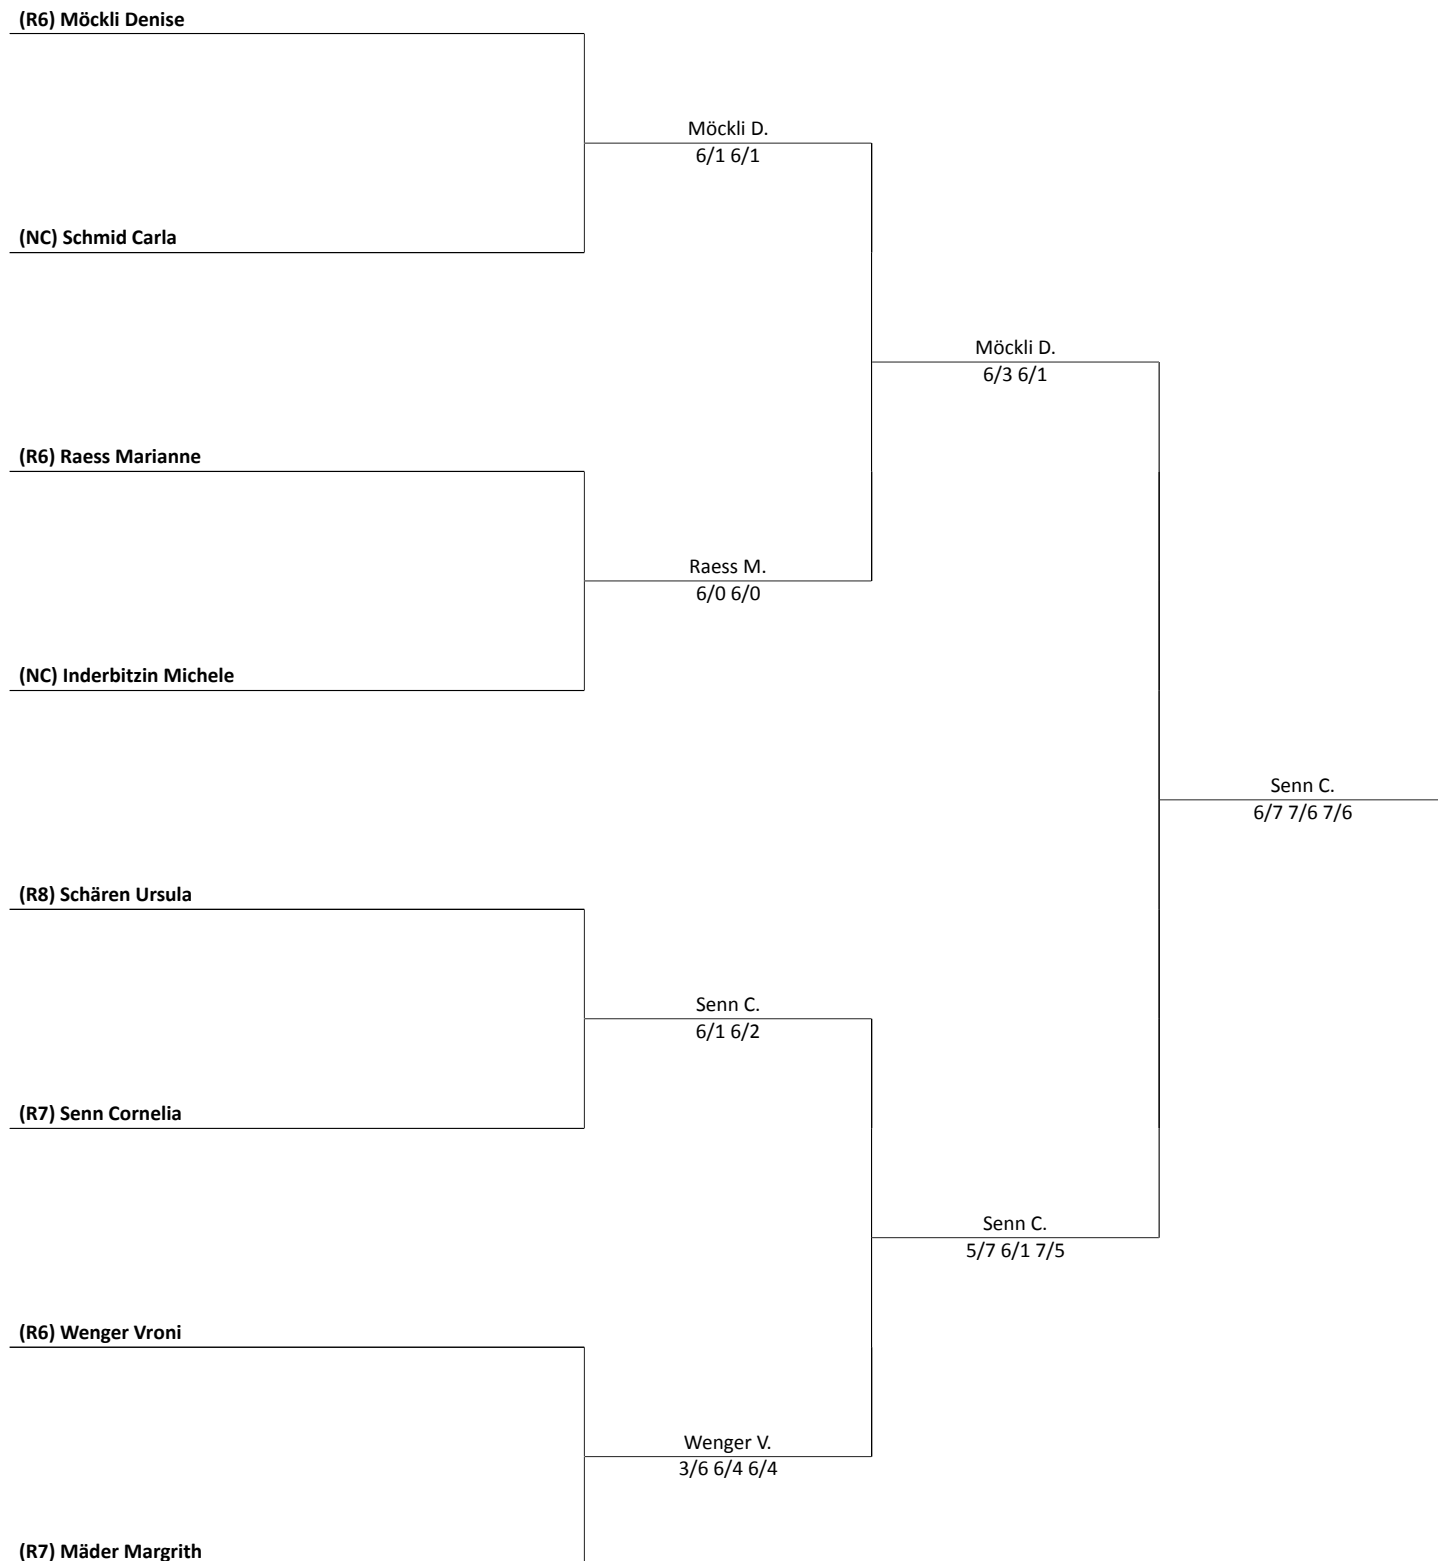 (R6) Möckli Denise
Möckli D.
6/1 6/1
(NC) Schmid Carla
Möckli D.
6/3 6/1
(R6) Raess Marianne
Raess M.
6/0 6/0
(NC) Inderbitzin Michele
Senn C.
6/7 7/6 7/6
(R8) Schären Ursula
Senn C.
6/1 6/2
(R7) Senn Cornelia
Senn C.
5/7 6/1 7/5
(R6) Wenger Vroni
Wenger V.
3/6 6/4 6/4
(R7) Mäder Margrith